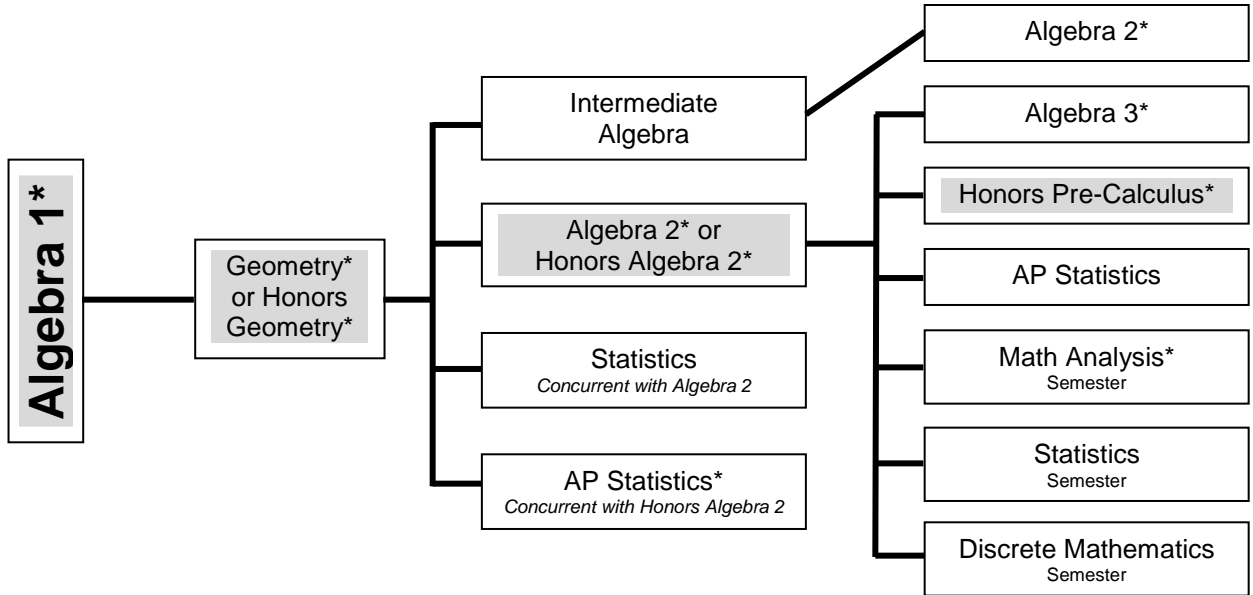 Algebra 1*
Geometry*
or Honors
Geometry*
Intermediate
Algebra
Algebra 2* or
Honors Algebra 2*
Statistics
Concurrent with Algebra 2
AP Statistics*
Concurrent with Honors Algebra 2
Algebra 2*
Algebra 3*
Honors Pre-Calculus*
AP Statistics
Math Analysis*
Semester
Statistics
Semester
Discrete Mathematics
Semester